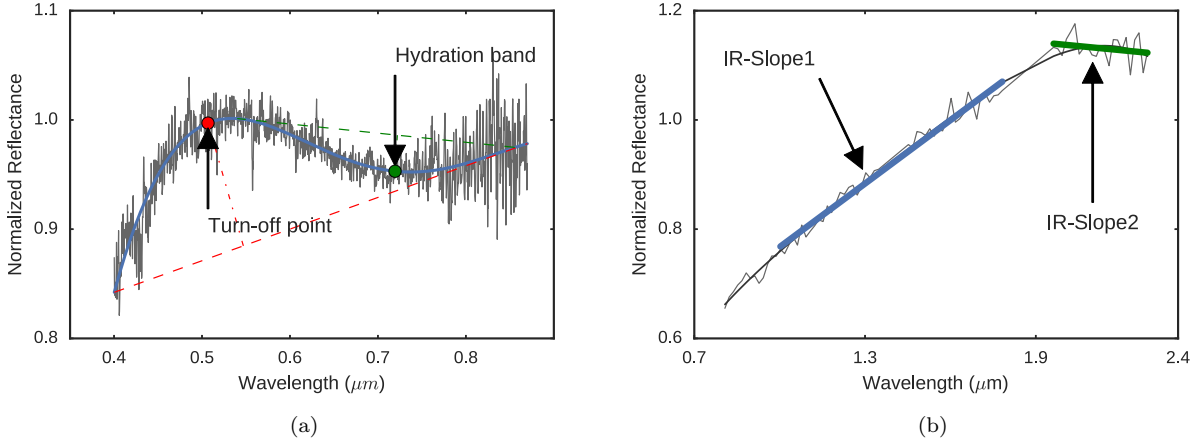 1.1
1.0
0.9
0.8
Normalized Reflectance
Hydration band
Turn-off point
0.4 0.5 0.6 0.7 0.8
Wavelength (μm)
(a)
1.2
1.0
0.8
0.6
Normalized Reflectance
IR-Slope1
IR-Slope2
0.7 1.3 1.9 2.4
Wavelength (μm)
(b)